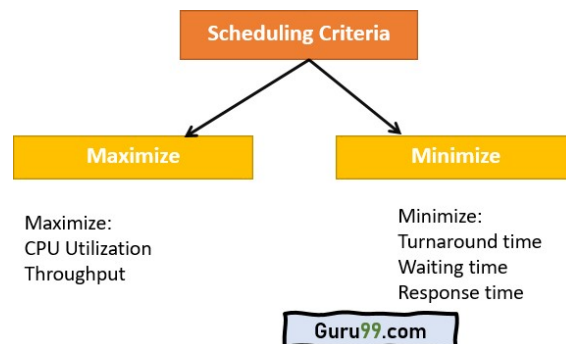 Scheduling Criteria
Maximize
Minimize
Maximize:
CPU Utilization
Throughput
Minimize:
Turnaround time
Waiting time
Response time
Guru99.com